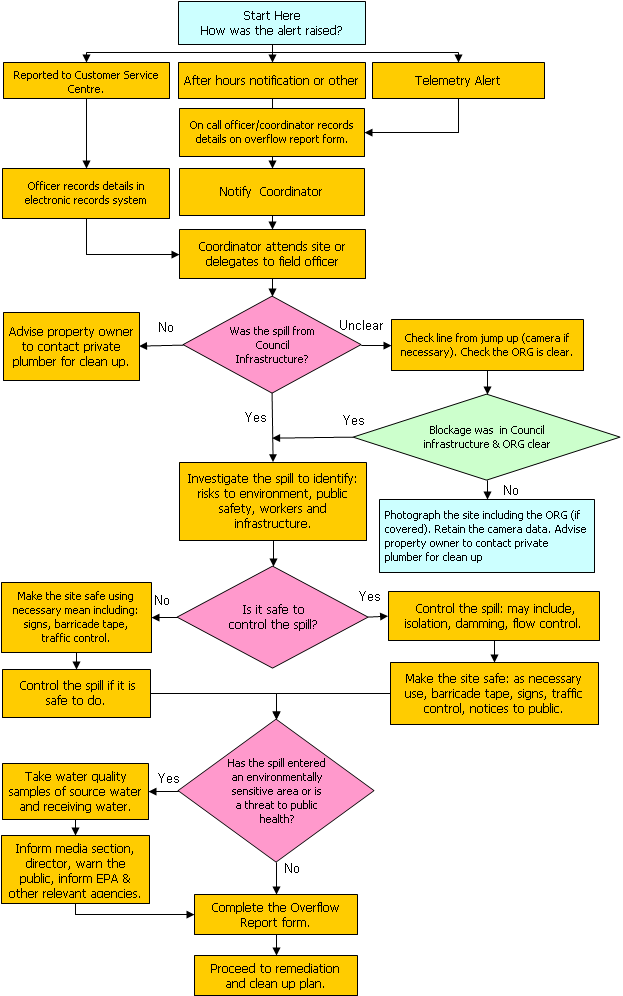 Start Here
How was the alert raised?
Reported to Customer Service
Centre.
After hours notification or other
Telemetry Alert
On call officer/coordinator records
details on overflow report form.
Officer records details in
electronic records system
Notify Coordinator
Coordinator attends site or
delegates to field officer
No
Was the spill from
Council
Infrastructure?
Unclear
Advise property owner
to contact private
plumber for clean up.
Check line from jump up (camera if
necessary). Check the ORG is clear.
Yes
Yes
Blockage was in Council
infrastructure & ORG clear
No
Investigate the spill to identify:
risks to environment, public
safety, workers and
infrastructure.
Photograph the site including the ORG (if
covered). Retain the camera data. Advise
property owner to contact private
plumber for clean up
Make the site safe using
necessary mean including:
signs, barricade tape,
traffic control.
No
Is it safe to
control the spill?
Yes
Control the spill: may include,
isolation, damming, flow control.
Control the spill if it is
safe to do.
Make the site safe: as necessary
use, barricade tape, signs, traffic
control, notices to public.
Has the spill entered
an environmentally
sensitive area or is
a threat to public
health?
Yes
Take water quality
samples of source water
and receiving water.
Inform media section,
director, warn the
public, inform EPA &
other relevant agencies.
No
Complete the Overflow
Report form.
Proceed to remediation
and clean up plan.